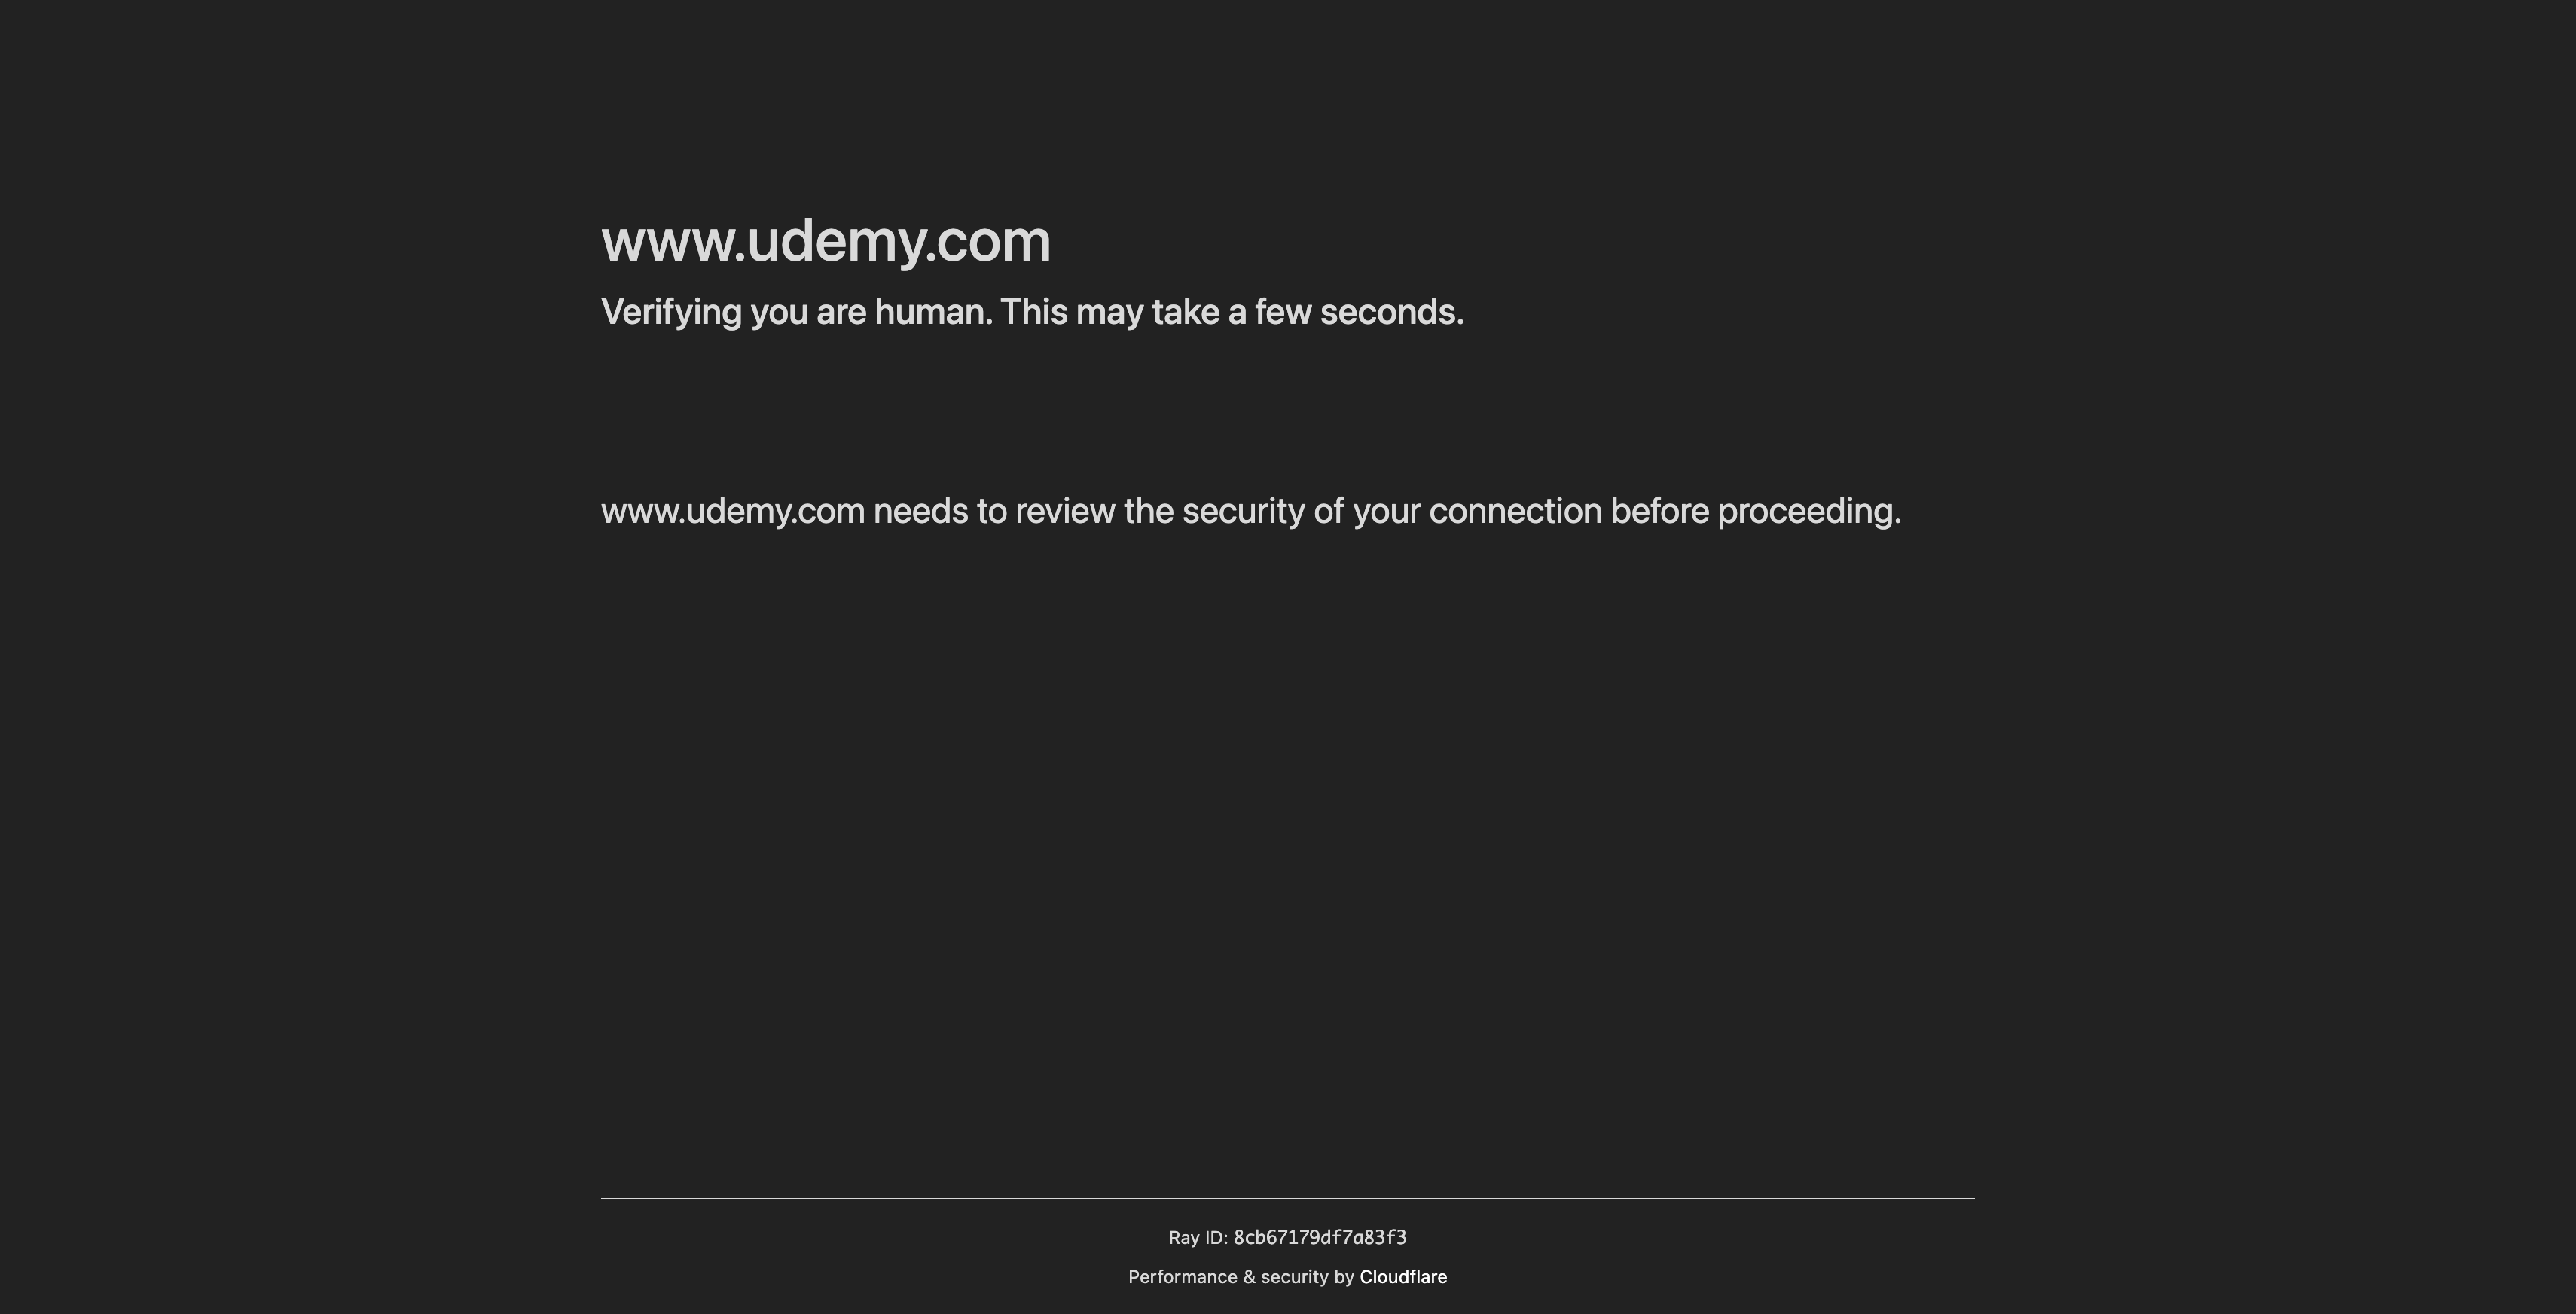 www.udemy.com
Verifying you are human. This may take a few seconds.
www.udemy.com needs to review the security of your connection before proceeding.
Ray ID: 8cb67179df7a83f3
Performance & security by Cloudflare